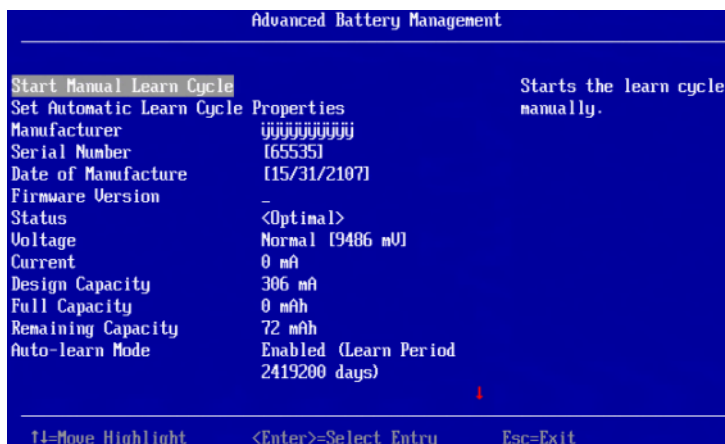 Advanced Battery Management
Start Manual Learn Cycle
Starts the learn cycle
Set Automatic Learn Cycle Properties
manually.
Manufacturer ÿÿÿÿÿÿÿÿÿÿÿ
Serial Number [65535]
Date of Manufacture [15/31/2107]
Firmware Version _
Status <Optimal>
Voltage Normal [9486 mV]
Current 0 mA
Design Capacity 306 mA
Full Capacity 0 mAh
Remaining Capacity 72 mAh
Auto-learn Mode Enabled (Learn Period
2419200 days)
↓
↑↓=Move Highlight <Enter>=Select Entry Esc=Exit